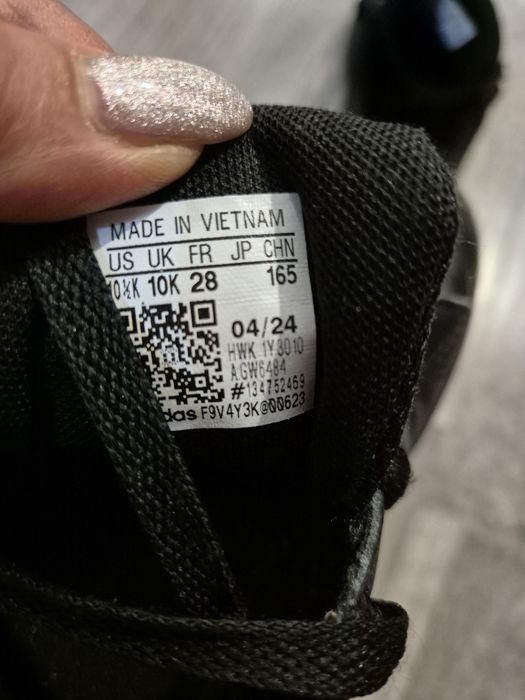 MADE IN VIETNAM
US UK FR JP CHN
10½K 10K 28 165
04/24
HWK 1Y3010
AGW6484
#134752469
das F9V4Y3K@00623